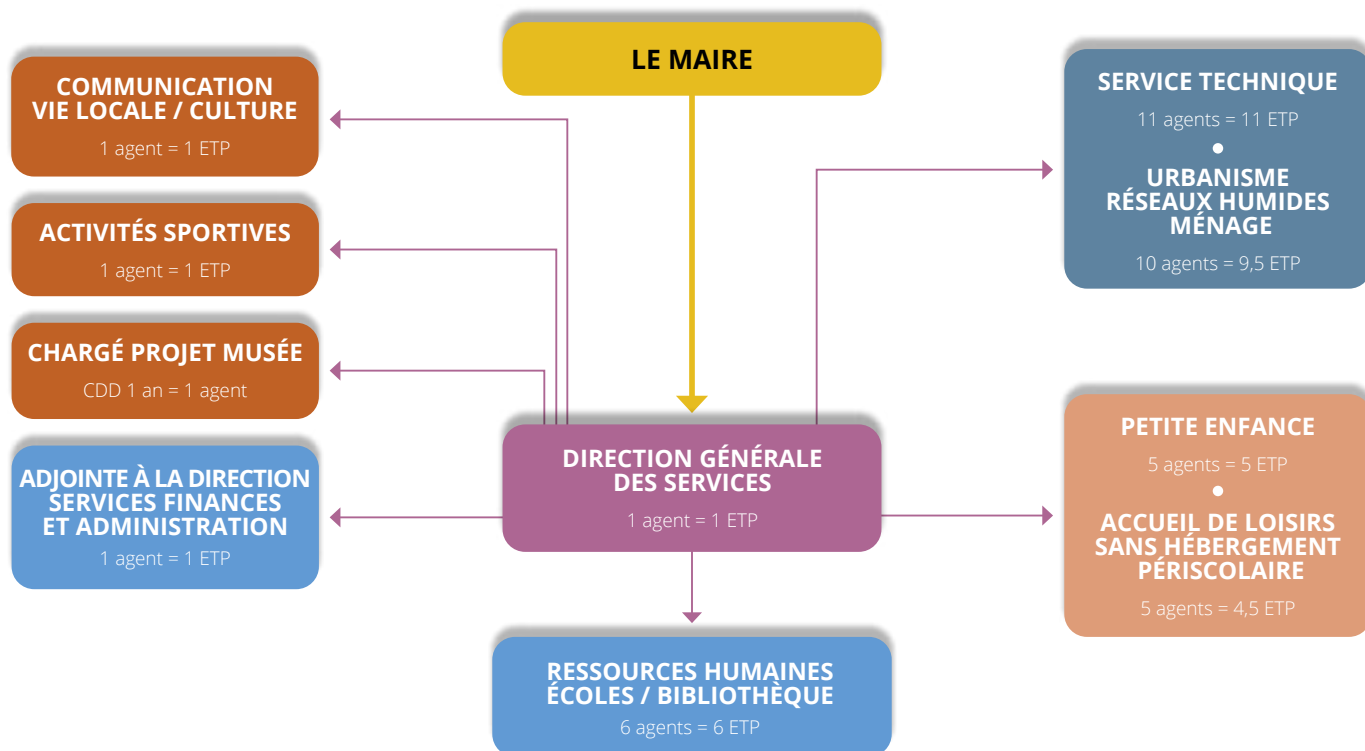 LE MAIRE
COMMUNICATION
VIE LOCALE / CULTURE
1 agent = 1 ETP
ACTIVITÉS SPORTIVES
1 agent = 1 ETP
CHARGÉ PROJET MUSÉE
CDD 1 an = 1 agent
ADJOINTE À LA DIRECTION
SERVICES FINANCES
ET ADMINISTRATION
1 agent = 1 ETP
DIRECTION GÉNÉRALE
DES SERVICES
1 agent = 1 ETP
RESSOURCES HUMAINES
ÉCOLES / BIBLIOTHÈQUE
6 agents = 6 ETP
SERVICE TECHNIQUE
11 agents = 11 ETP
URBANISME
RÉSEAUX HUMIDES
MÉNAGE
10 agents = 9,5 ETP
PETITE ENFANCE
5 agents = 5 ETP
ACCUEIL DE LOISIRS
SANS HÉBERGEMENT
PÉRISCOLAIRE
5 agents = 4,5 ETP